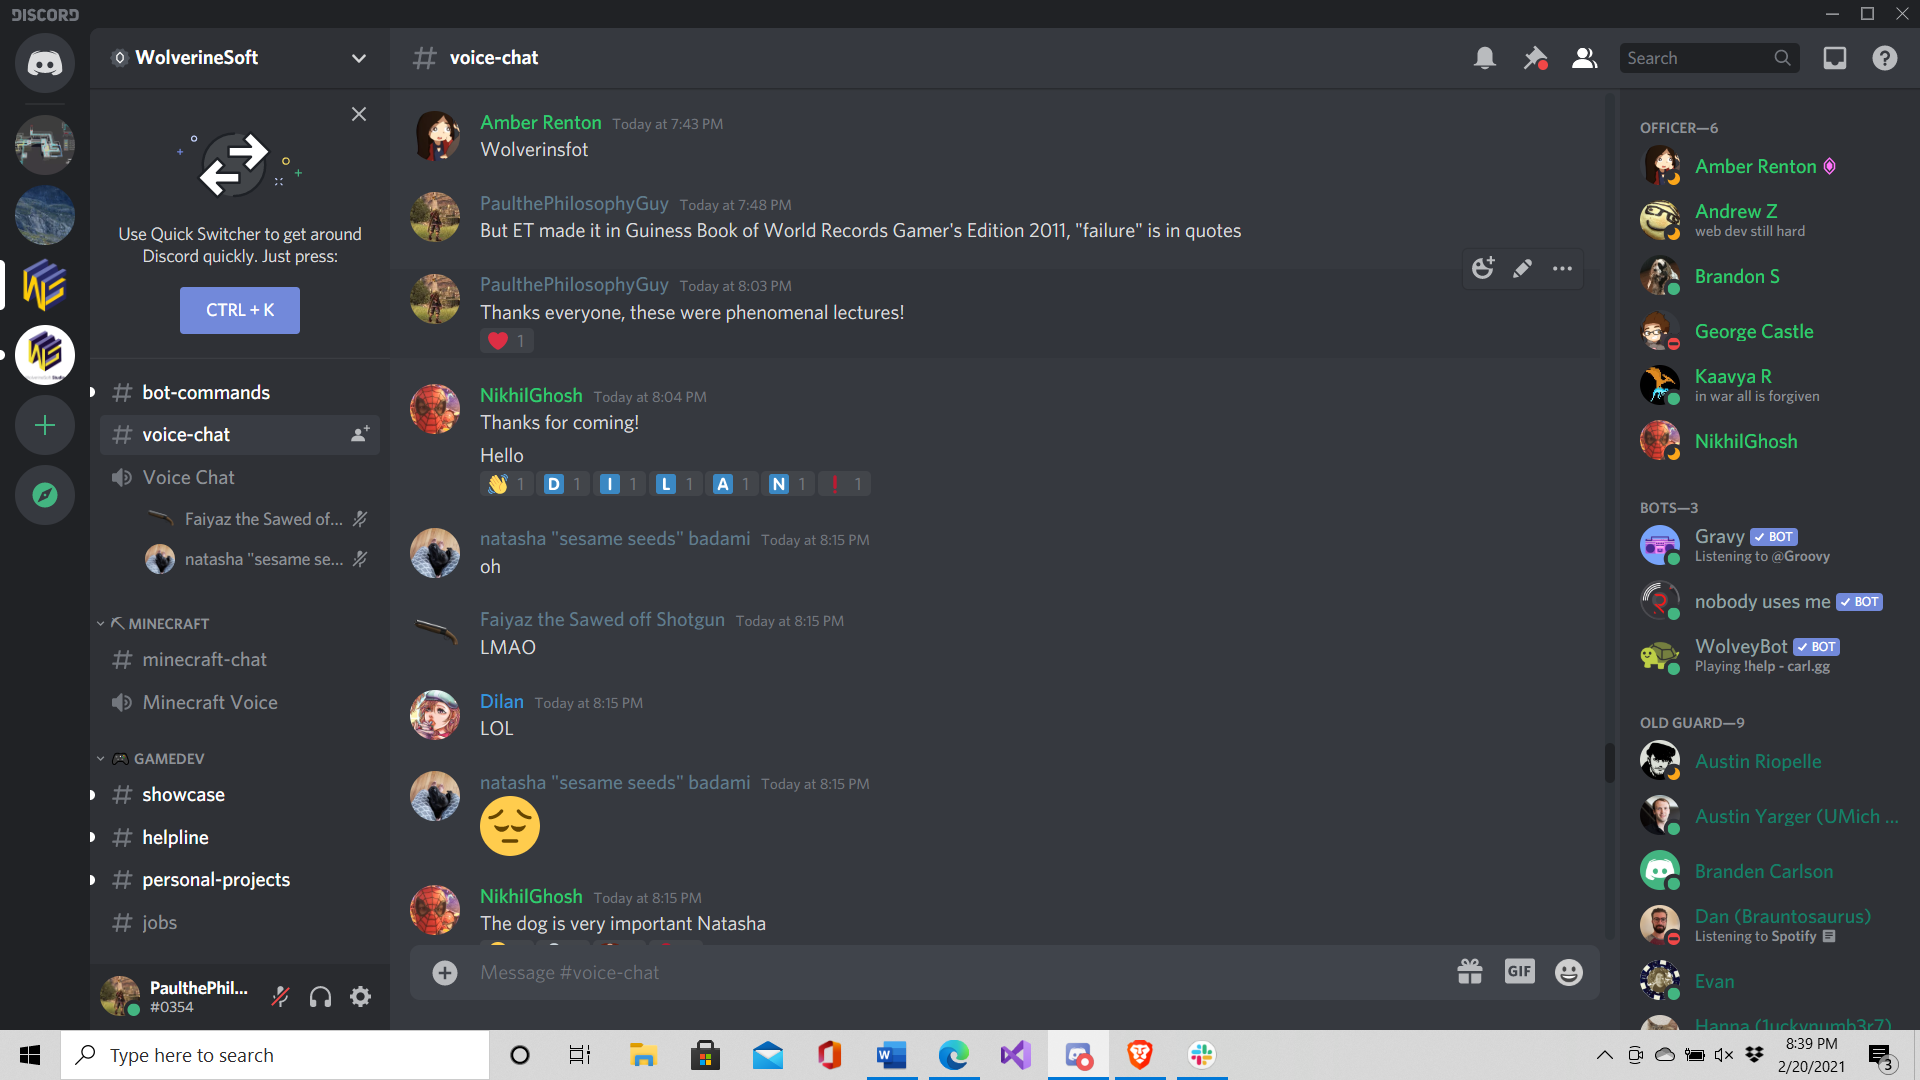 DISCORD
WolverineSoft
Use Quick Switcher to get around
Discord quickly. Just press:
CTRL + K
bot-commands
voice-chat
Voice Chat
Faiyaz the Sawed of...
natasha "sesame se...
MINECRAFT
minecraft-chat
Minecraft Voice
GAMEDEV
showcase
helpline
personal-projects
jobs
PaulthePhil...
#0354
voice-chat
Search
Amber Renton Today at 7:43 PM
Wolverinsfot
PaulthePhilosophyGuy Today at 7:48 PM
But ET made it in Guiness Book of World Records Gamer's Edition 2011, "failure" is in quotes
PaulthePhilosophyGuy Today at 8:03 PM
Thanks everyone, these were phenomenal lectures!
1
NikhilGhosh Today at 8:04 PM
Thanks for coming!
Hello
1 D 1 I 1 L 1 A 1 N 1 ! 1
natasha "sesame seeds" badami Today at 8:15 PM
oh
Faiyaz the Sawed off Shotgun Today at 8:15 PM
LMAO
Dilan Today at 8:15 PM
LOL
natasha "sesame seeds" badami Today at 8:15 PM
NikhilGhosh Today at 8:15 PM
The dog is very important Natasha
Message #voice-chat
GIF
OFFICER—6
Amber Renton
Andrew Z
web dev still hard
Brandon S
George Castle
Kaavya R
in war all is forgiven
NikhilGhosh
BOTS—3
Gravy BOT
Listening to @Groovy
nobody uses me BOT
WolveyBot BOT
Playing !help - carl.gg
OLD GUARD—9
Austin Riopelle
Austin Yarger (UMich ...
Branden Carlson
Dan (Brauntosaurus)
Listening to Spotify
Evan
Hanna (1uckynumb3r7)
Type here to search
8:39 PM
2/20/2021
3